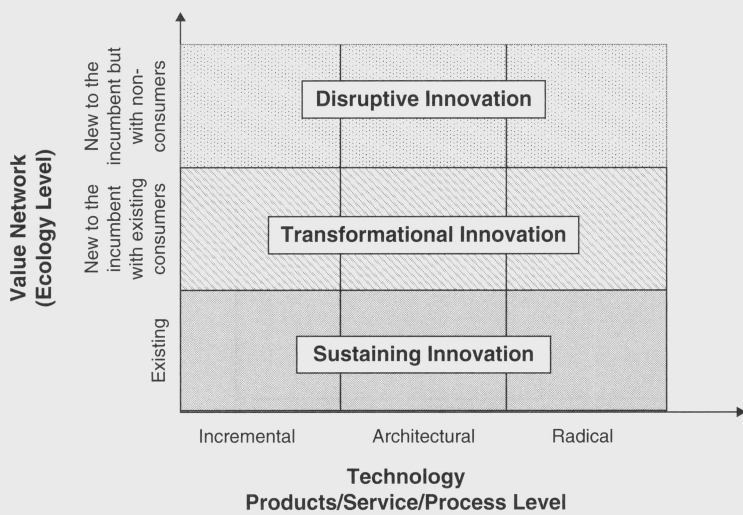 Value Network
(Ecology Level)
New to the
incumbent but
with non-
consumers
New to the
incumbent
with existing
consumers
Existing
Disruptive Innovation
Transformational Innovation
Sustaining Innovation
Incremental
Architectural
Radical
Technology
Products/Service/Process Level